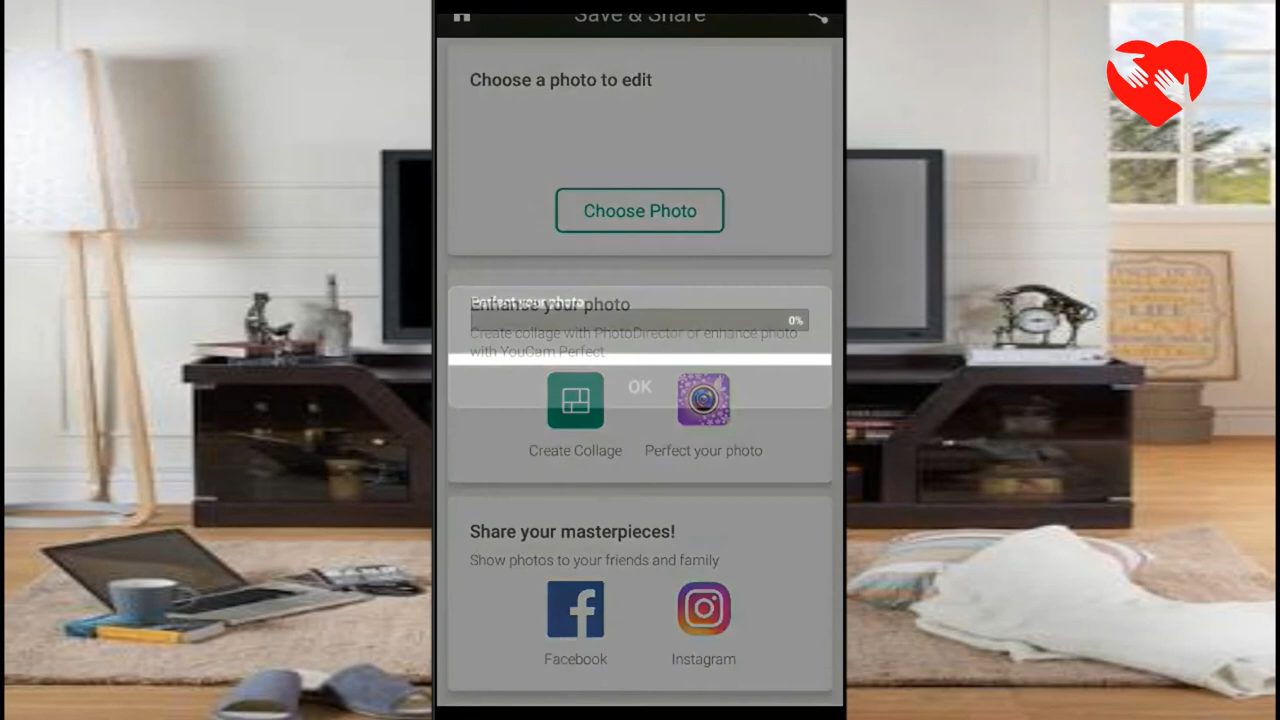 Save & Share
Choose a photo to edit
Choose Photo
Enhanse your photo
0%
Create collage with PhotoDirector or enhance photo
with YouCam Perfect
OK
Create Collage
Perfect your photo
Share your masterpieces!
Show photos to your friends and family
Facebook
Instagram